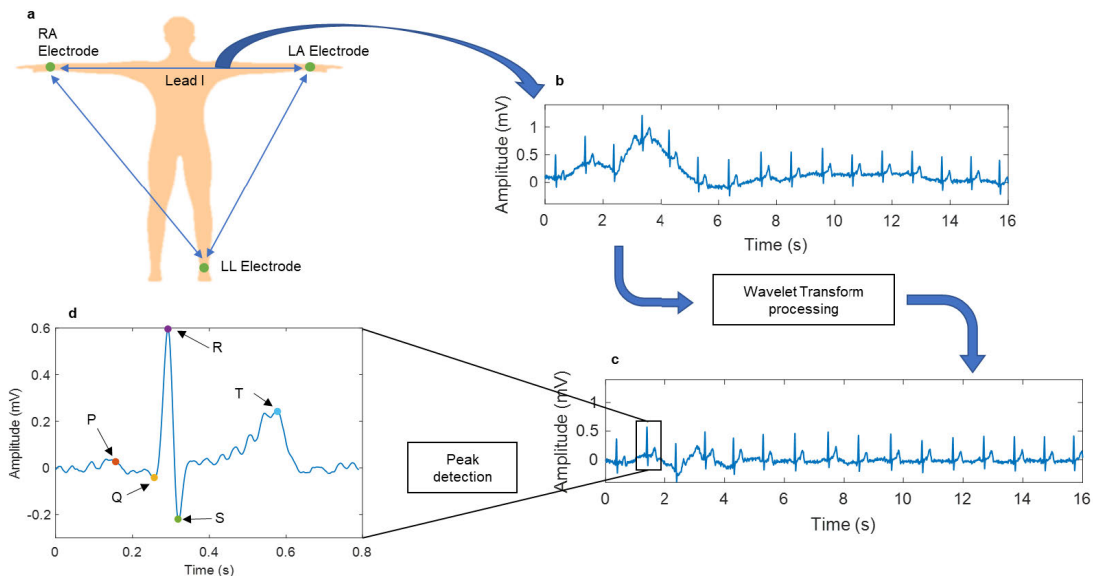 a
RA
Electrode
LA Electrode
Lead I
LL Electrode
b
Amplitude (mV)
1
0.5
0
0 2 4 6 8 10 12 14 16
Time (s)
Wavelet Transform
processing
c
Amplitude (mV)
1
0.5
0
0 2 4 6 8 10 12 14 16
Time (s)
d
Amplitude (mV)
0.6
0.4
0.2
0
-0.2
0 0.2 0.4 0.6 0.8
Time (s)
P
Q
R
S
T
Peak
detection